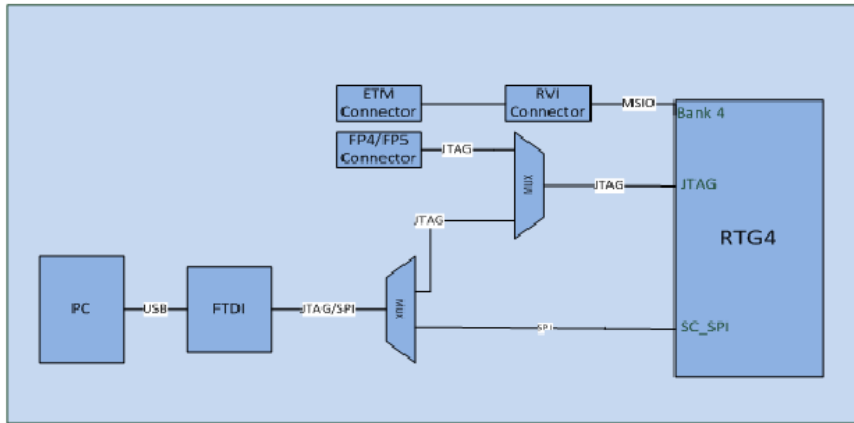 ETM
Connector
RVI
Connector
MSIO
Bank 4
FP4/FP5
Connector
JTAG
MUX
JTAG
JTAG
JTAG
RTG4
PC
USB
FTDI
JTAG/SPI
MUX
SPI
SC_SPI